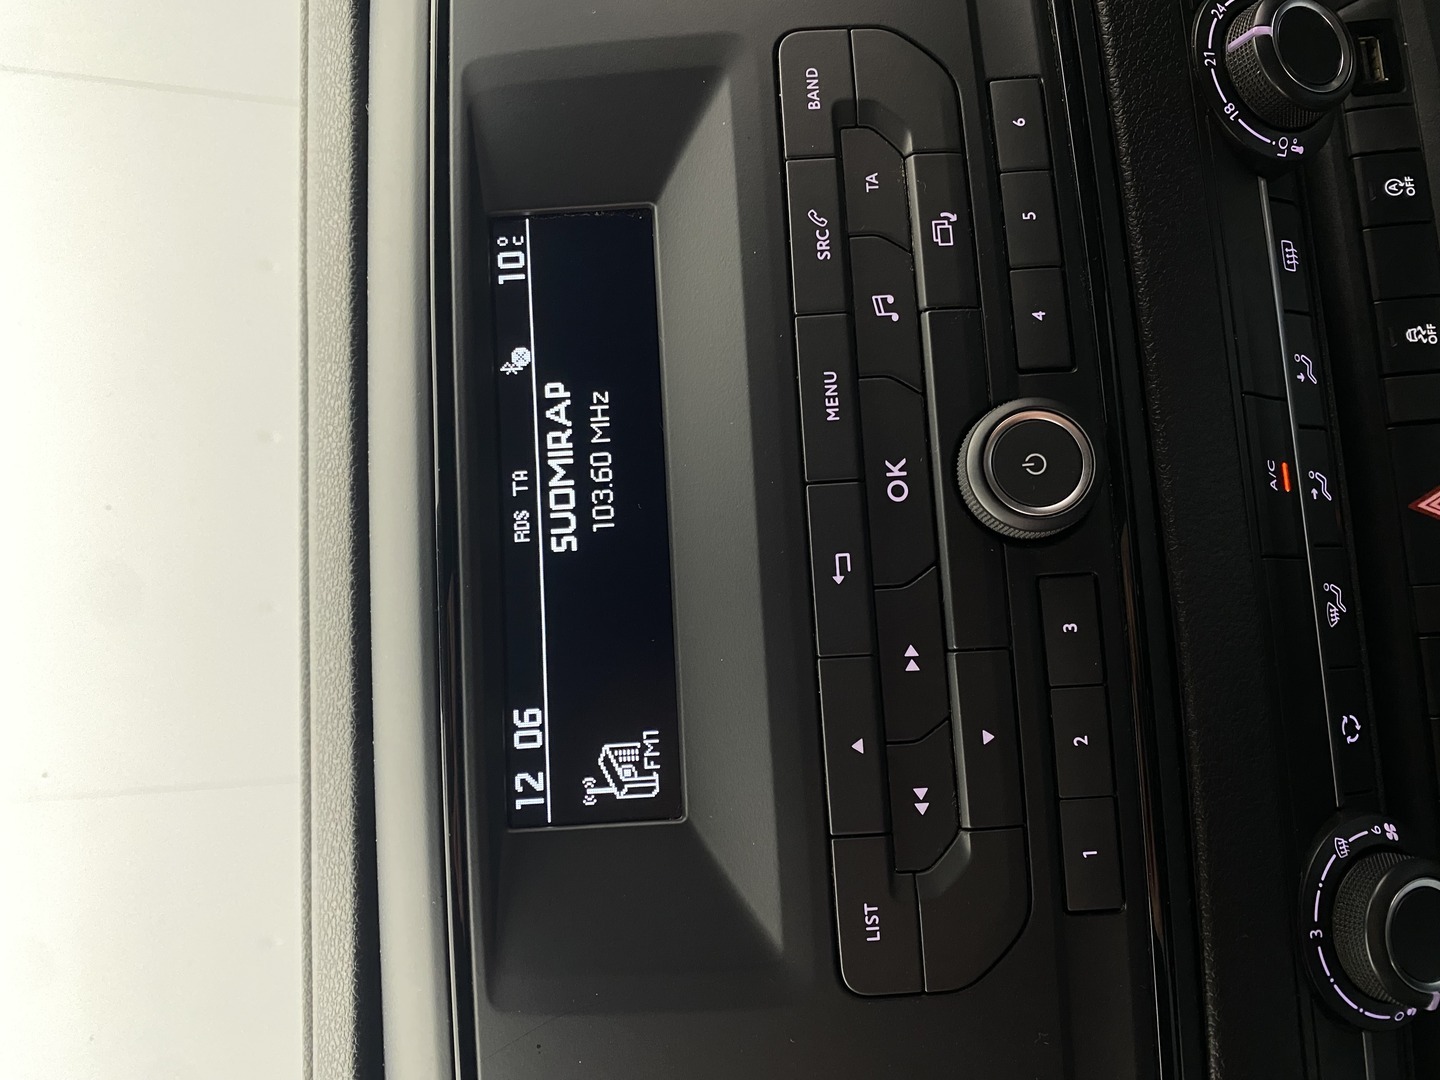 12 06 RDS TA 10°C
SUOMIRAP
103.60 MHz
FM1
LIST MENU SRC BAND
OK TA
1 2 3 4 5 6
A/C
0 3 6
LO 18 21 24
OFF
A OFF